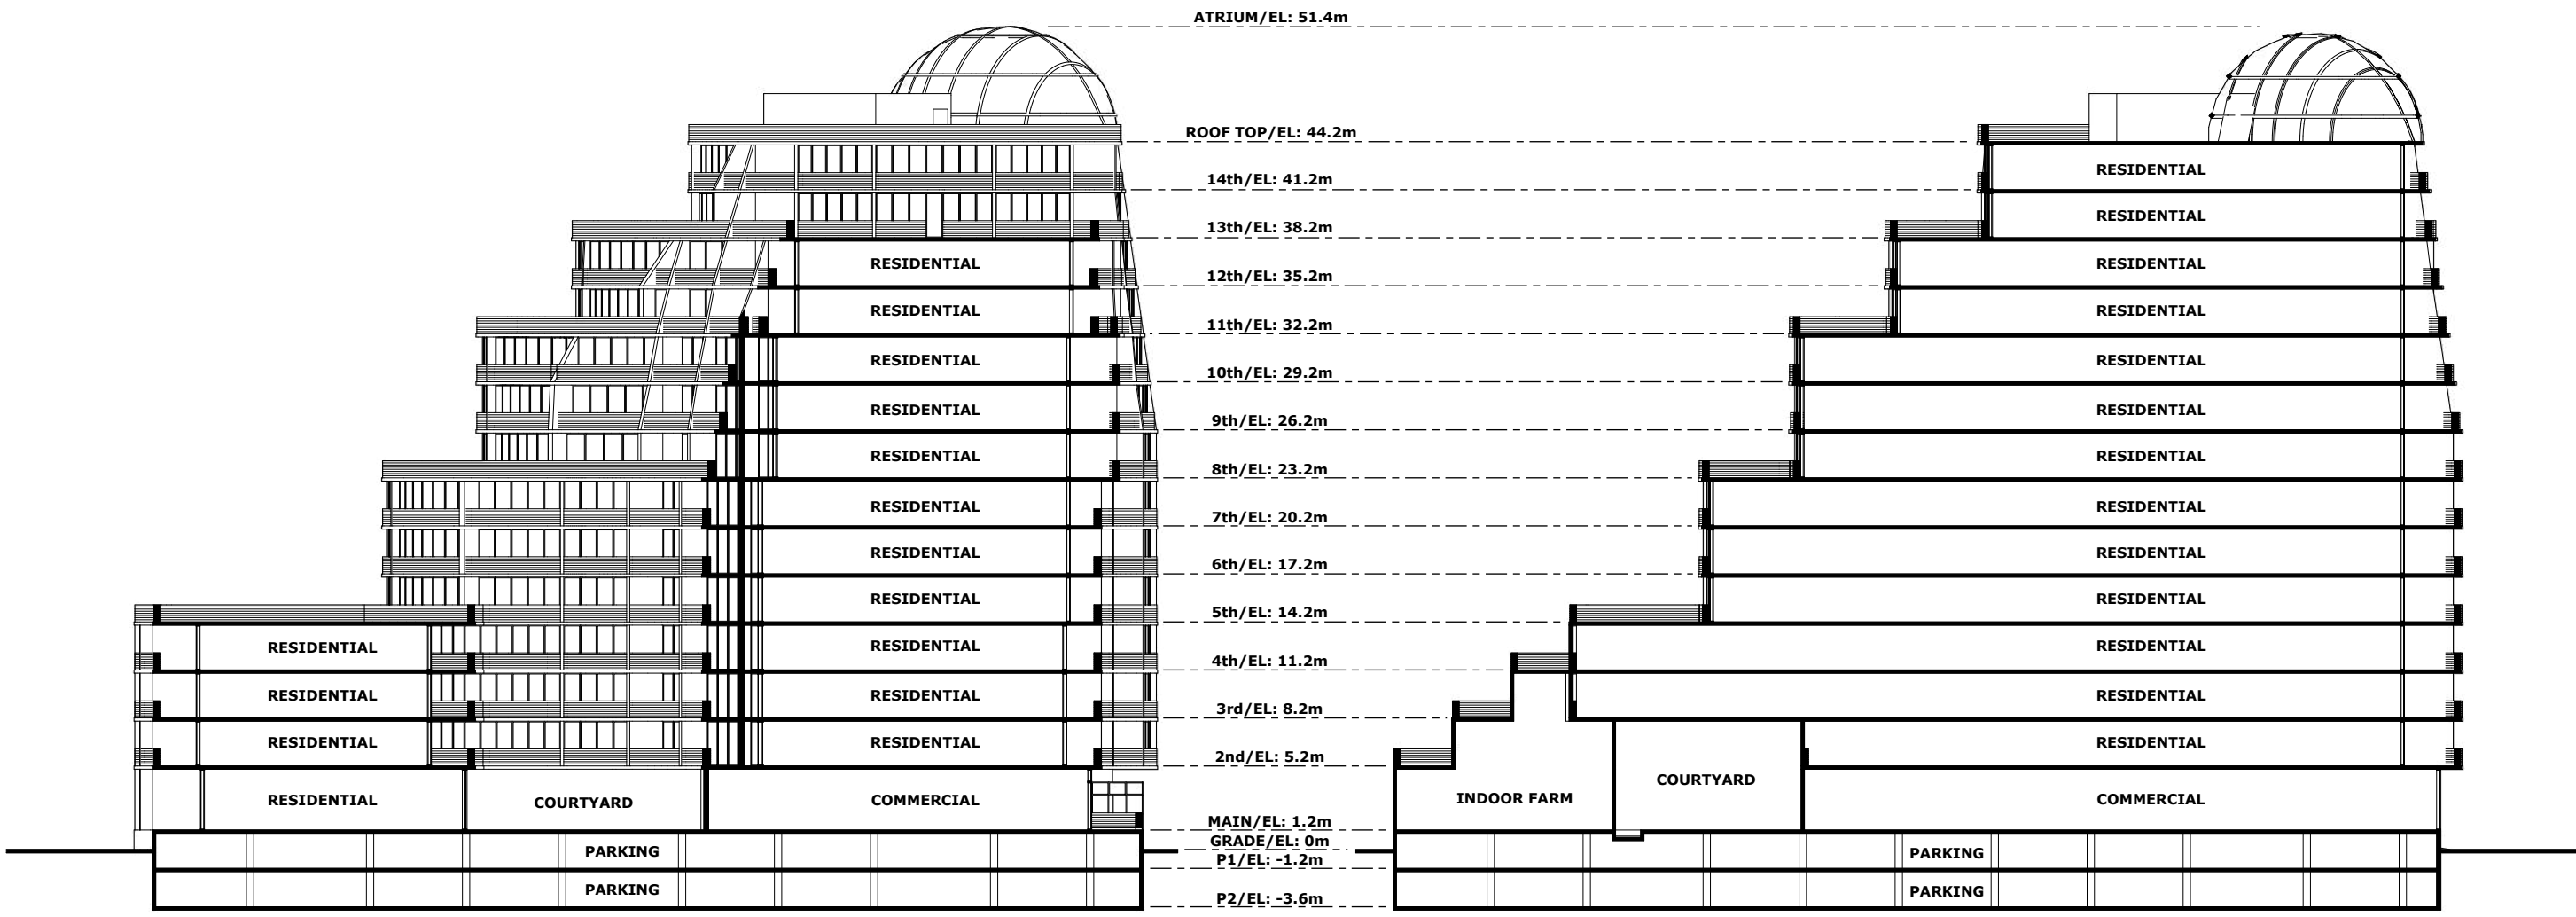 ATRIUM/EL: 51.4m
ROOF TOP/EL: 44.2m
14th/EL: 41.2m
13th/EL: 38.2m
12th/EL: 35.2m
11th/EL: 32.2m
10th/EL: 29.2m
9th/EL: 26.2m
8th/EL: 23.2m
7th/EL: 20.2m
6th/EL: 17.2m
5th/EL: 14.2m
4th/EL: 11.2m
3rd/EL: 8.2m
2nd/EL: 5.2m
MAIN/EL: 1.2m
GRADE/EL: 0m
P1/EL: -1.2m
P2/EL: -3.6m
RESIDENTIAL
RESIDENTIAL
RESIDENTIAL
RESIDENTIAL
RESIDENTIAL
RESIDENTIAL
RESIDENTIAL
RESIDENTIAL
RESIDENTIAL
RESIDENTIAL
RESIDENTIAL
COMMERCIAL
RESIDENTIAL
RESIDENTIAL
RESIDENTIAL
RESIDENTIAL
COURTYARD
PARKING
PARKING
RESIDENTIAL
RESIDENTIAL
RESIDENTIAL
RESIDENTIAL
RESIDENTIAL
RESIDENTIAL
RESIDENTIAL
RESIDENTIAL
RESIDENTIAL
RESIDENTIAL
RESIDENTIAL
RESIDENTIAL
RESIDENTIAL
COURTYARD
INDOOR FARM
COMMERCIAL
PARKING
PARKING